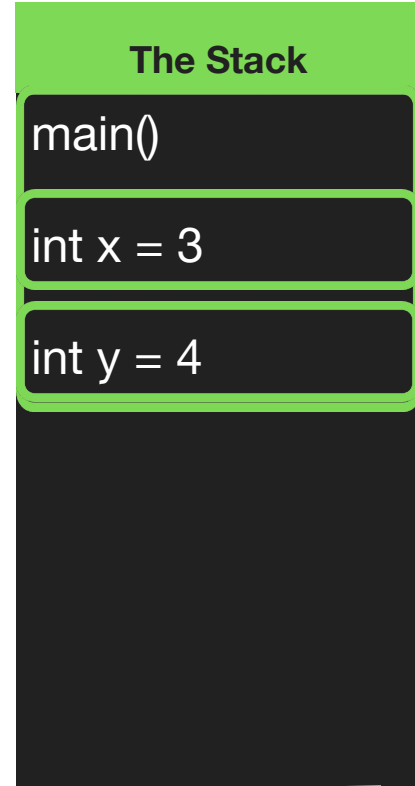 The Stack
main()
int x = 3
int y = 4